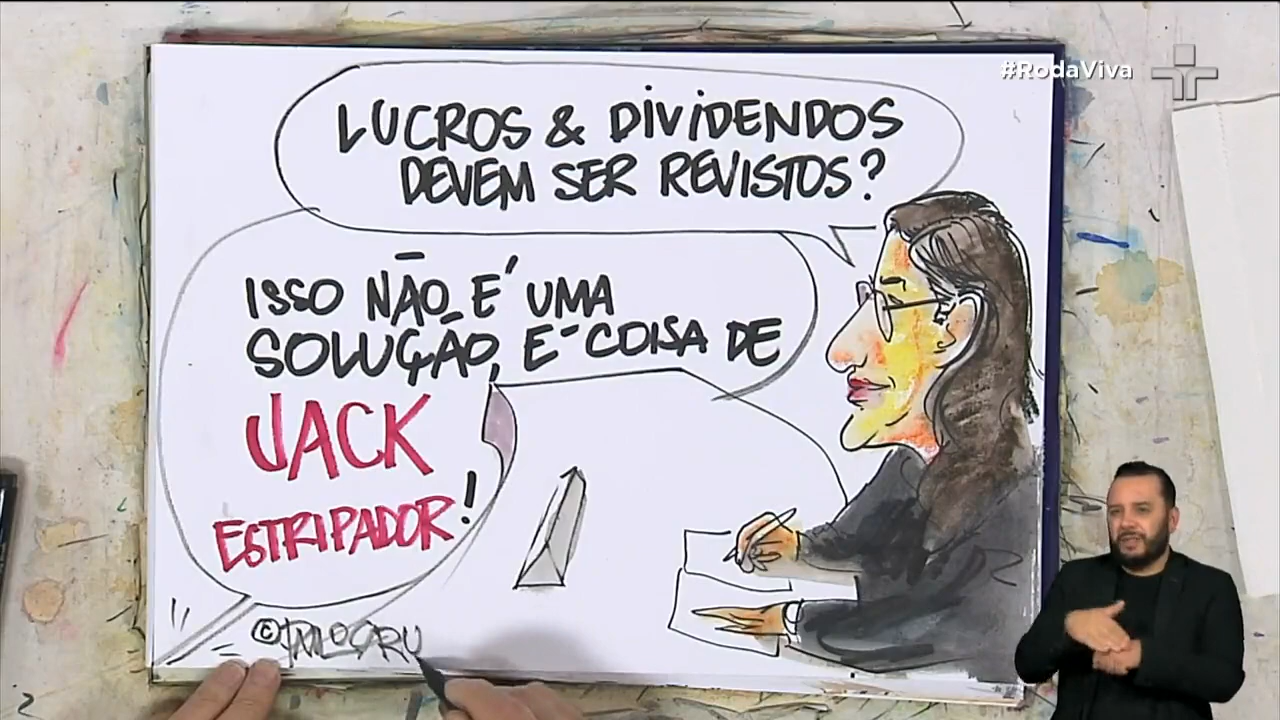 #RodaViva
LUCROS & DIVIDENDOS
DEVEM SER REVISTOS?
ISSO NÃO É UMA
SOLUÇÃO, É COISA DE
JACK
ESTRIPADOR!